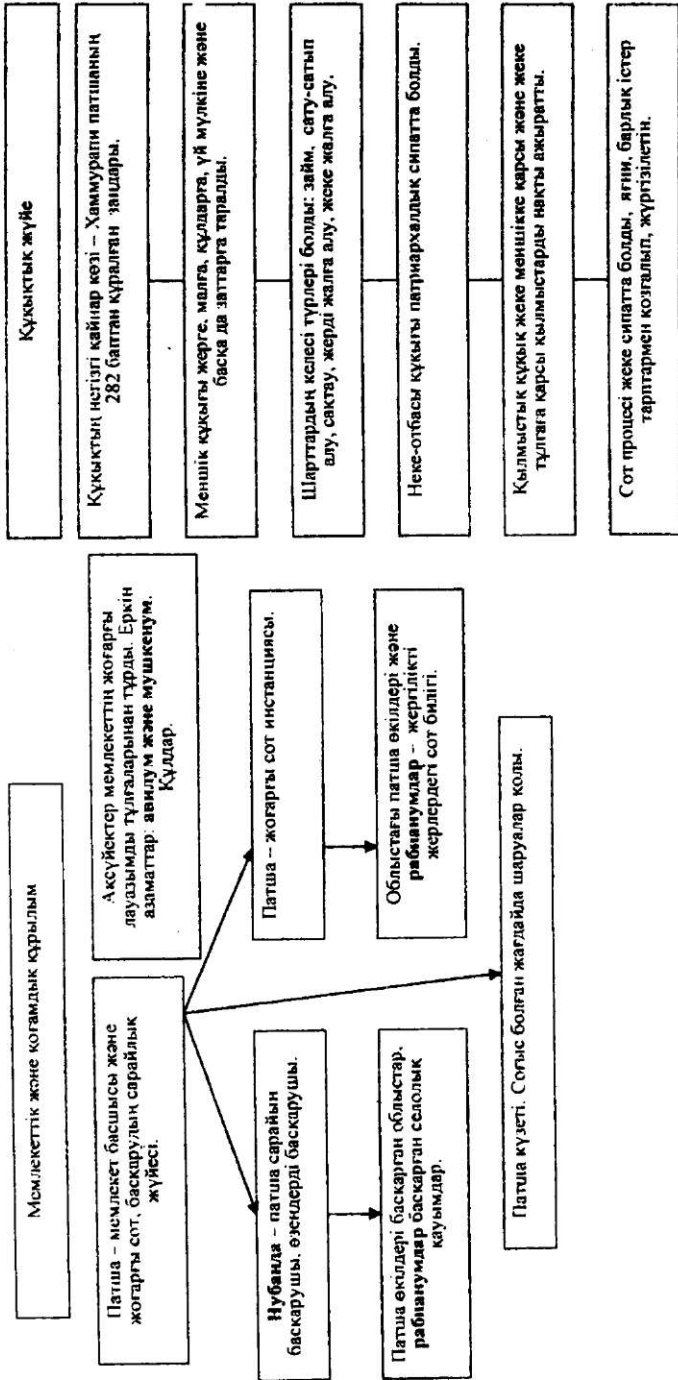 Мемлекеттік және қоғамдық құрылым
Патша – мемлекет басшысы және
жоғарғы сот, басқарудың сарайлық
жүйесі.
Ақсүйектер мемлекеттің жоғарғы
лауазымды тұлғаларынан тұрды. Еркін
азаматтар: авилум және мушкенум.
Құлдар.
Нубанда – патша сарайын
басқарушы, өзендерді басқарушы.
Патша – жоғарғы сот инстанциясы.
Патша өкілдері басқарған облыстар,
рабианумдар басқарған селолық
қауымдар.
Облыстағы патша өкілдері және
рабианумдар – жергілікті
жерлердегі сот билігі.
Патша күзеті. Соғыс болған жағдайда шаруалар қолы.
Құқықтық жүйе
Құқықтың негізгі қайнар көзі – Хаммурапи патшаның
282 баптан құралған заңдары.
Меншік құқығы жерге, малға, құлдарға, үй мүлкіне және
басқа да заттарға таралды.
Шарттардың келесі түрлері болды: займ, сату-сатып
алу, сақтау, жерді жалға алу, жеке жалға алу.
Неке-отбасы құқығы патриархалдық сипатта болды.
Қылмыстық құқық жеке меншікке қарсы және жеке
тұлғаға қарсы қылмыстарды нақты ажыратты.
Сот процесі жеке сипатта болды, яғни, барлық істер
тараптармен қозғалып, жүргізілетін.